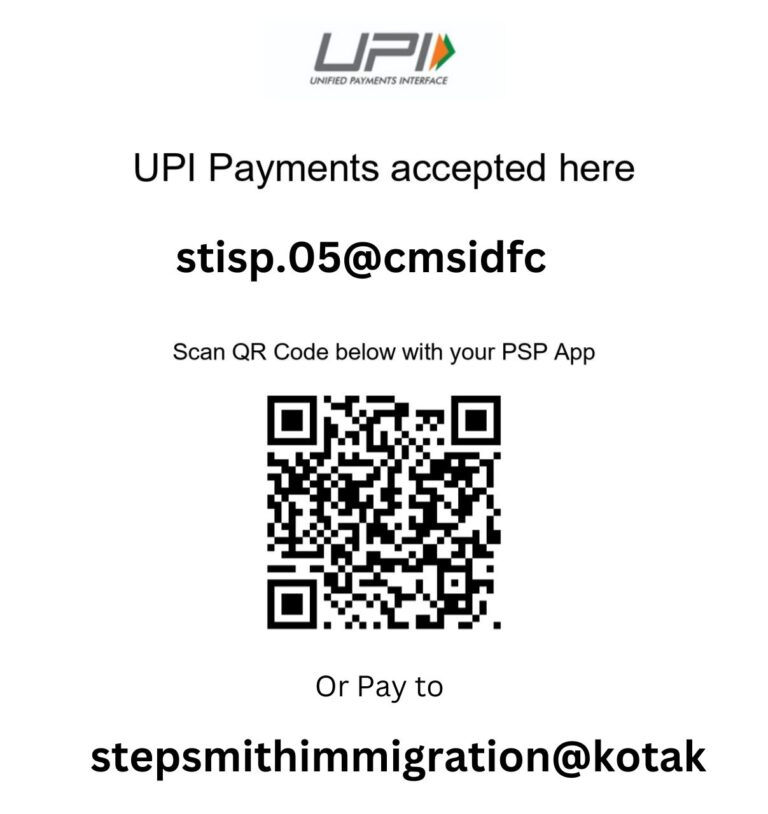 UPI
UNIFIED PAYMENTS INTERFACE
UPI Payments accepted here
stisp.05@cmsidfc
Scan QR Code below with your PSP App
Or Pay to
stepsmithimmigration@kotak